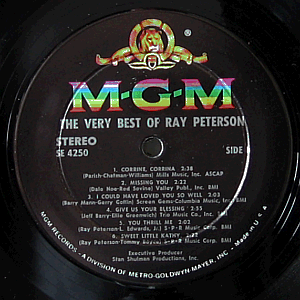 M-G-M
THE VERY BEST OF RAY PETERSON
STEREO
SE 4250
SIDE
1. CORRINE, CORRINA 2:38
(Parish-Chatman-Williams) Mills Music, Inc. ASCAP
2. MISSING YOU 2:22
(Dale Noe-Red Sovine) Valley Publ., Inc. BMI
3. I COULD HAVE LOVED YOU SO WELL 2:20
(Barry Mann-Gerry Goffin) Screen Gems-Columbia Music, Inc. BMI
4. GIVE US YOUR BLESSING 2:35
(Jeff Barry-Ellie Greenwich) Trio Music Co., Inc. BMI
5. YOU THRILL ME 2:03
(Ray Peterson-L. Edwards, Jr.) S-P-R Music Corp. BMI
6. SWEET LITTLE KATHY
(Ray Peterson-Tommy S-P-R Music Corp. BMI
Executive Producer
Stan Shulman Productions, Inc.
MGM RECORDS - A DIVISION OF METRO-GOLDWYN-MAYER, INC.
MADE IN U.S.A.